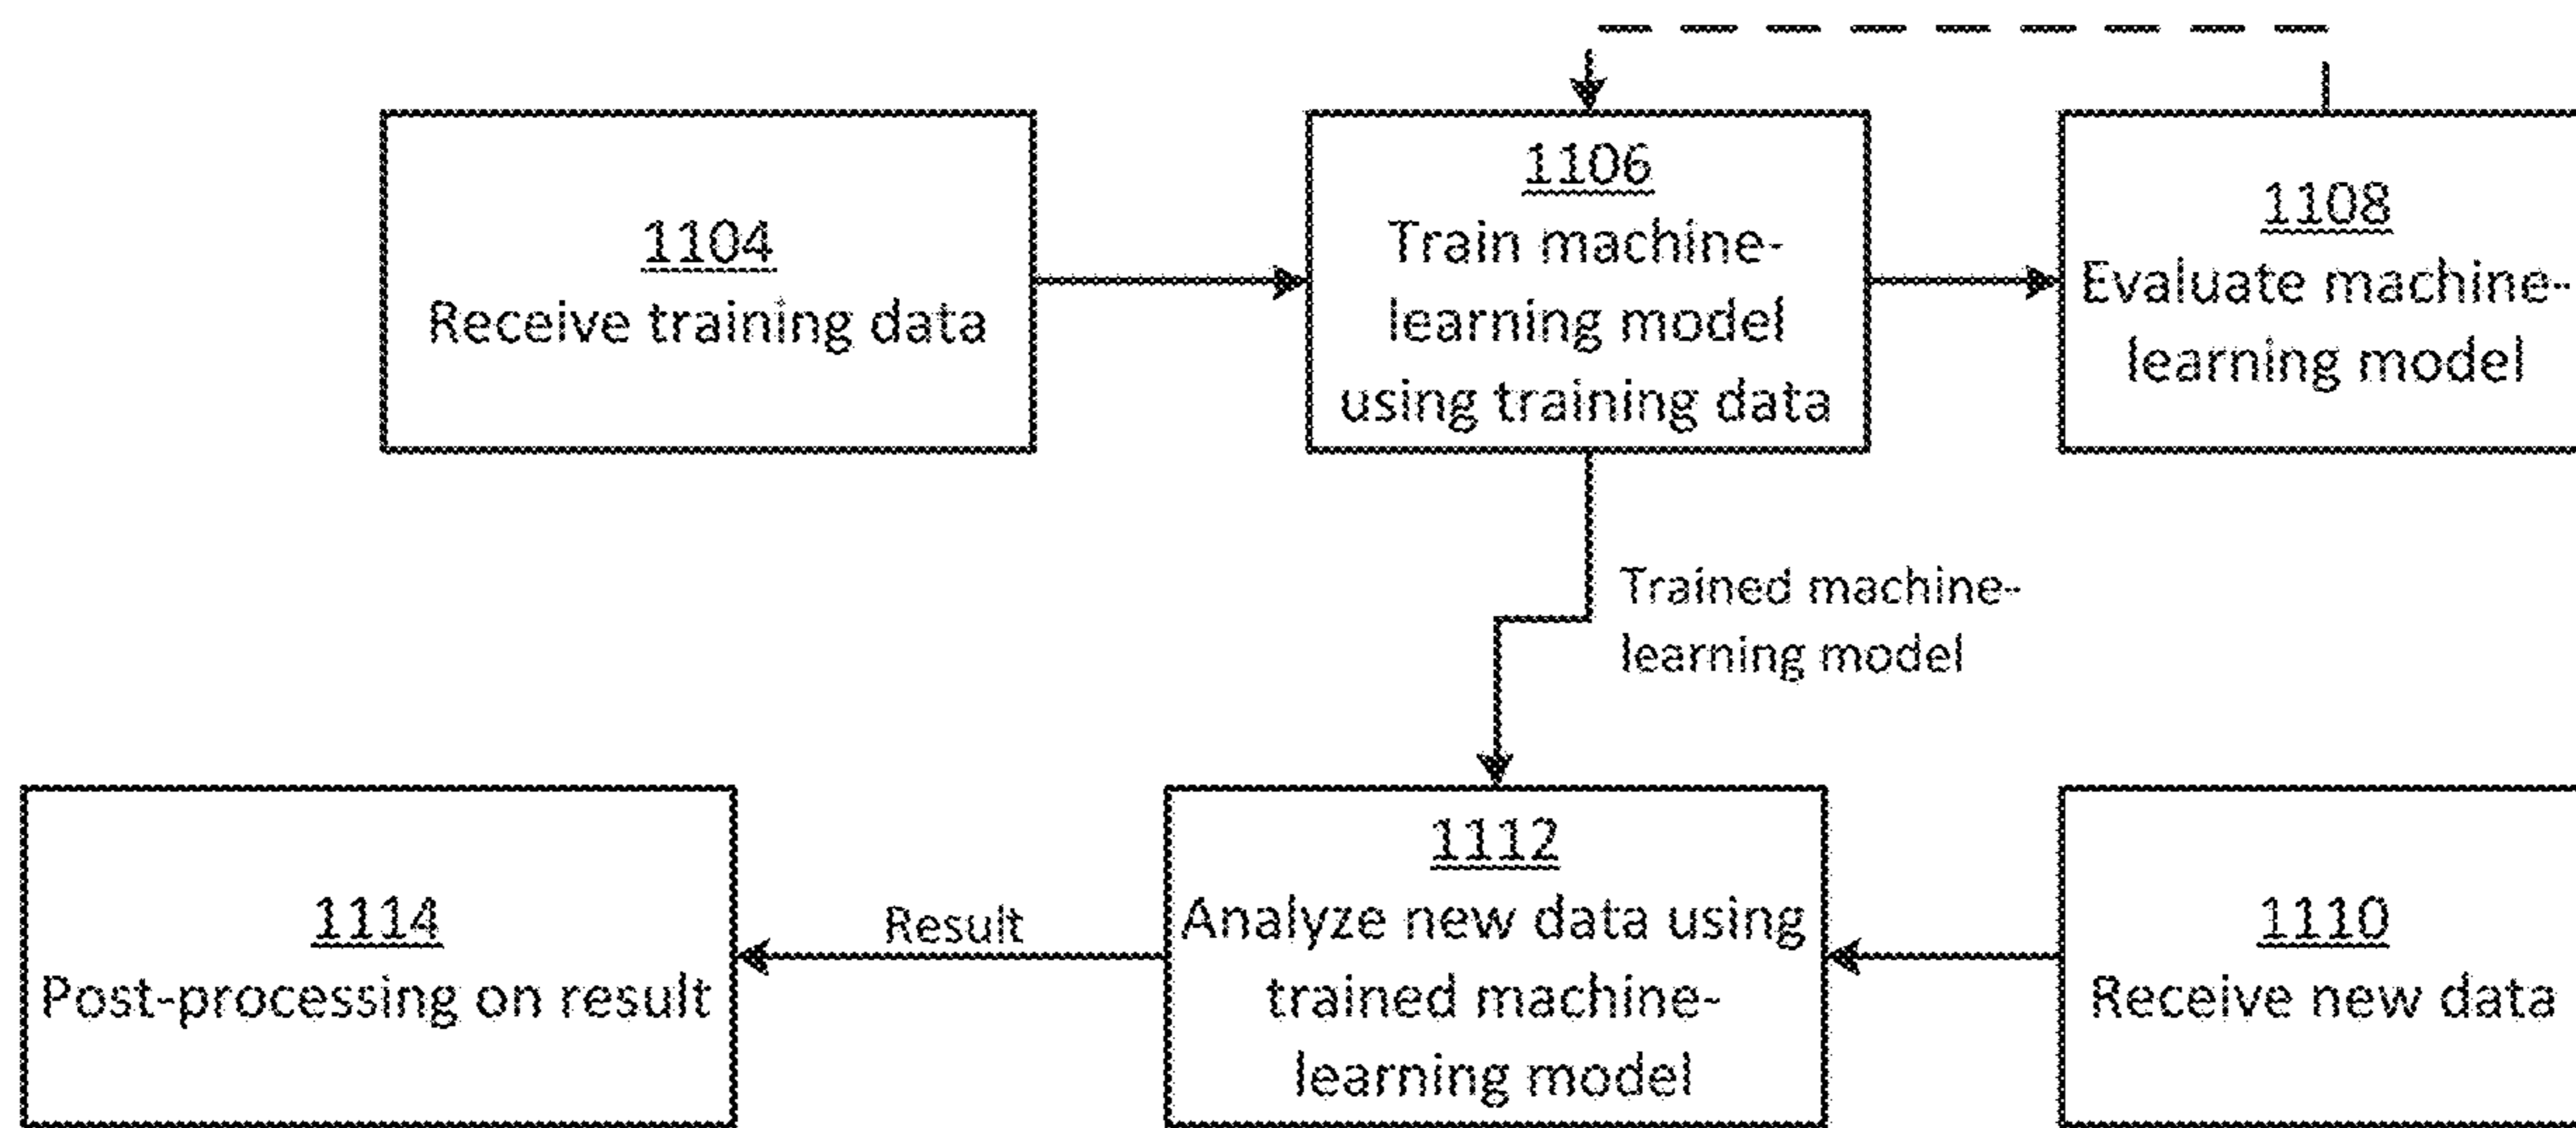 1104
Receive training data
1106
Train machine-
learning model
using training data
1108
Evaluate machine-
learning model
Trained machine-
learning model
1114
Post-processing on result
Result
1112
Analyze new data using
trained machine-
learning model
1110
Receive new data